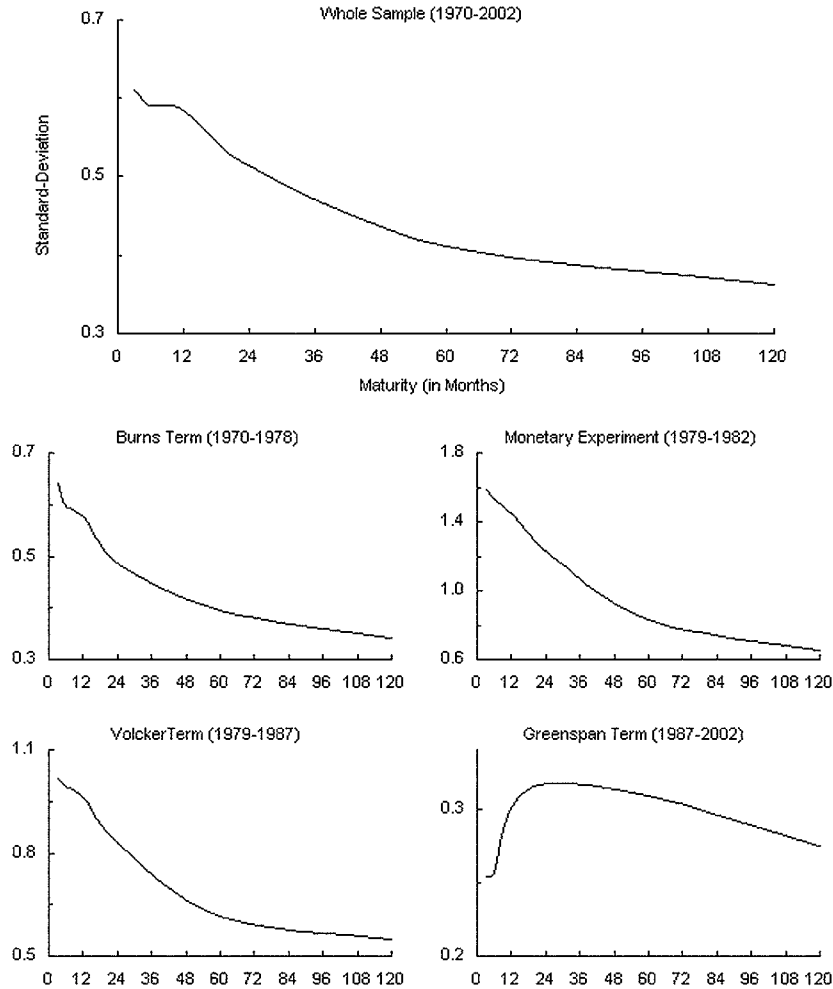 Whole Sample (1970-2002)
0.7
0.5
0.3
Standard-Deviation
0 12 24 36 48 60 72 84 96 108 120
Maturity (in Months)
Burns Term (1970-1978)
0.7
0.5
0.3
0 12 24 36 48 60 72 84 96 108 120
Monetary Experiment (1979-1982)
1.8
1.4
1.0
0.6
0 12 24 36 48 60 72 84 96 108 120
VolckerTerm (1979-1987)
1.1
0.8
0.5
0 12 24 36 48 60 72 84 96 108 120
Greenspan Term (1987-2002)
0.3
0.2
0 12 24 36 48 60 72 84 96 108 120